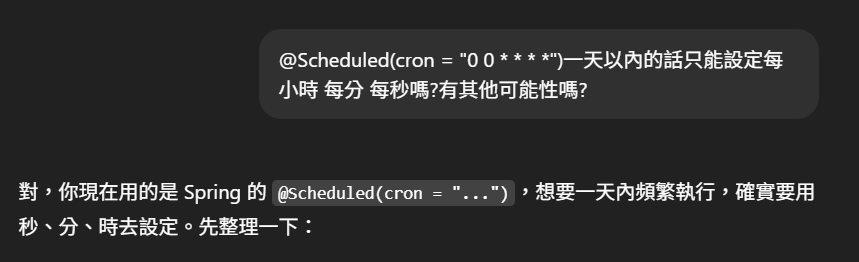 @Scheduled(cron = "0 0 * * * *")一天以內的話只能設定每
小時 每分 每秒嗎?有其他可能性嗎?
對，你現在用的是 Spring 的 @Scheduled(cron = "...")，想要一天內頻繁執行，確實要用
秒、分、時去設定。先整理一下：